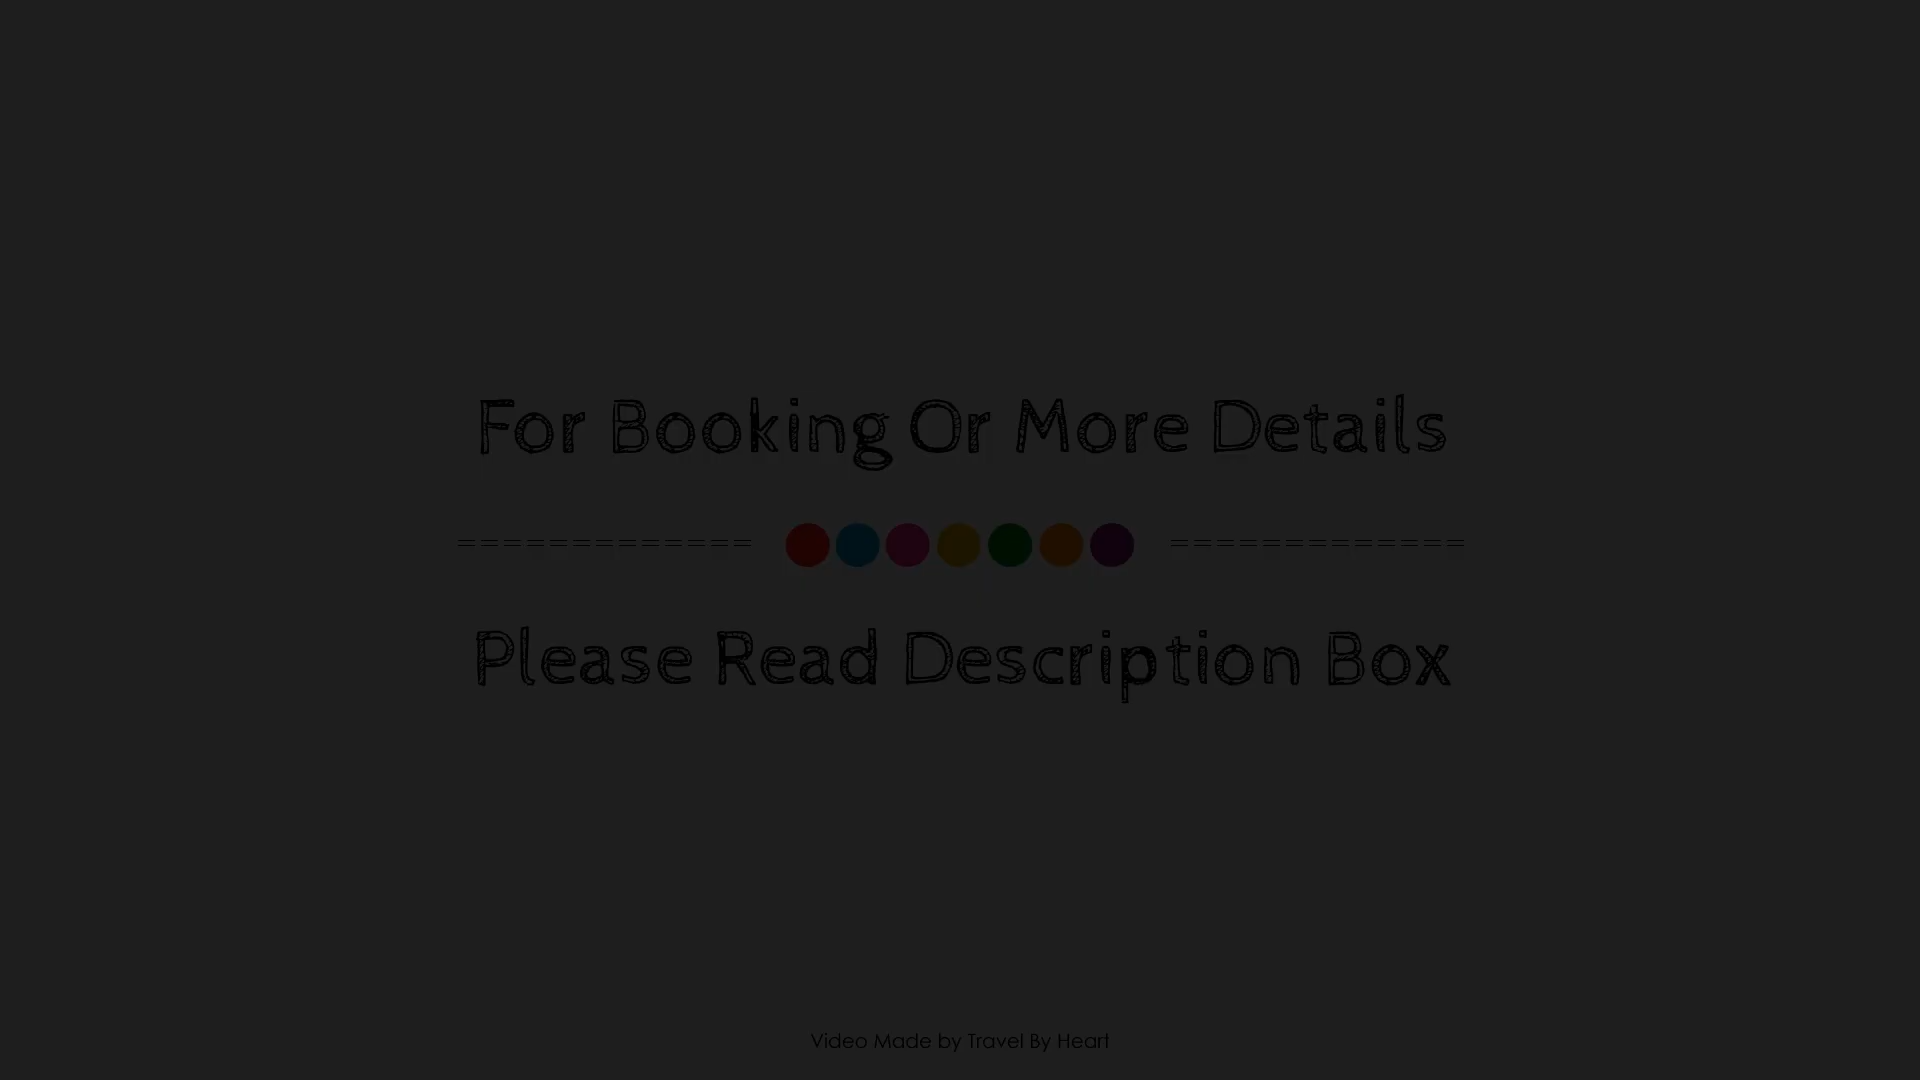 For Booking Or More Details
============= =============
Please Read Description Box
Video Made by Travel By Heart